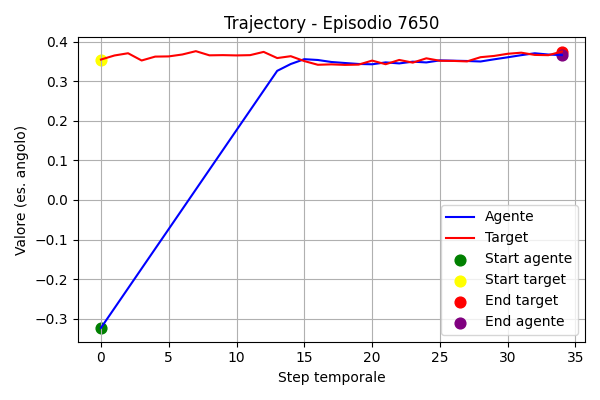 Trajectory - Episodio 7650
Valore (es. angolo)
0.4
0.3
0.2
0.1
0.0
−0.1
−0.2
−0.3
Agente
Target
Start agente
Start target
End target
End agente
0 5 10 15 20 25 30 35
Step temporale